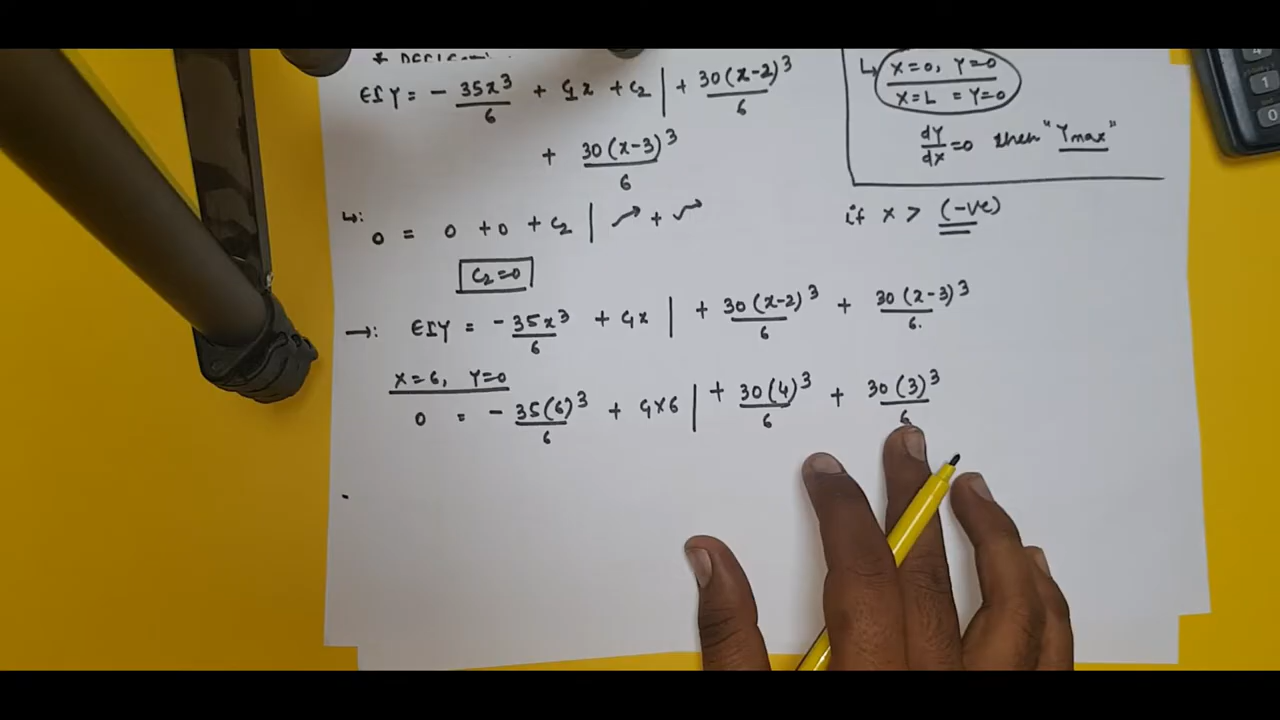 EIY = - 35x³/6 + C₁x + C₂ | + 30(x-2)³/6
+ 30(x-3)³/6
↳: 0 = 0 + 0 + C₂ | + 
C₂=0
→: EIY = - 35x³/6 + C₁x | + 30(x-2)³/6 + 30(x-3)³/6.
X=6, Y=0
0 = - 35(6)³/6 + C₁×6 | + 30(4)³/6 + 30(3)³/6
↳ X=0, Y=0
X=L = Y=0
dY/dx =0 then "Ymax"
if x > (-ve)
4
1
0